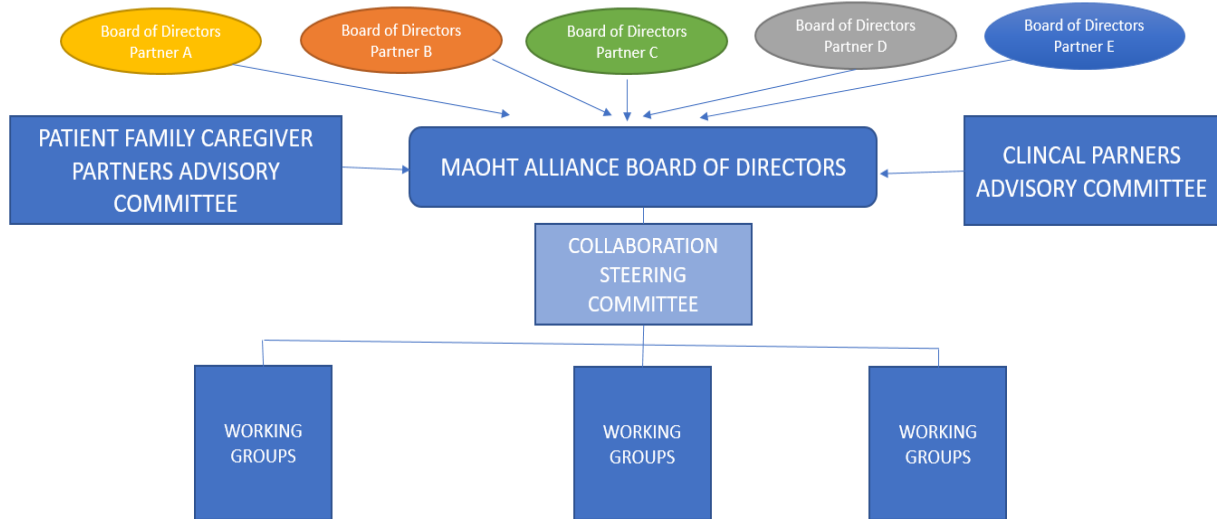 Board of Directors
Partner A
Board of Directors
Partner B
Board of Directors
Partner C
Board of Directors
Partner D
Board of Directors
Partner E
PATIENT FAMILY CAREGIVER
PARTNERS ADVISORY
COMMITTEE
MAOHT ALLIANCE BOARD OF DIRECTORS
CLINCAL PARNERS
ADVISORY COMMITTEE
COLLABORATION
STEERING
COMMITTEE
WORKING
GROUPS
WORKING
GROUPS
WORKING
GROUPS